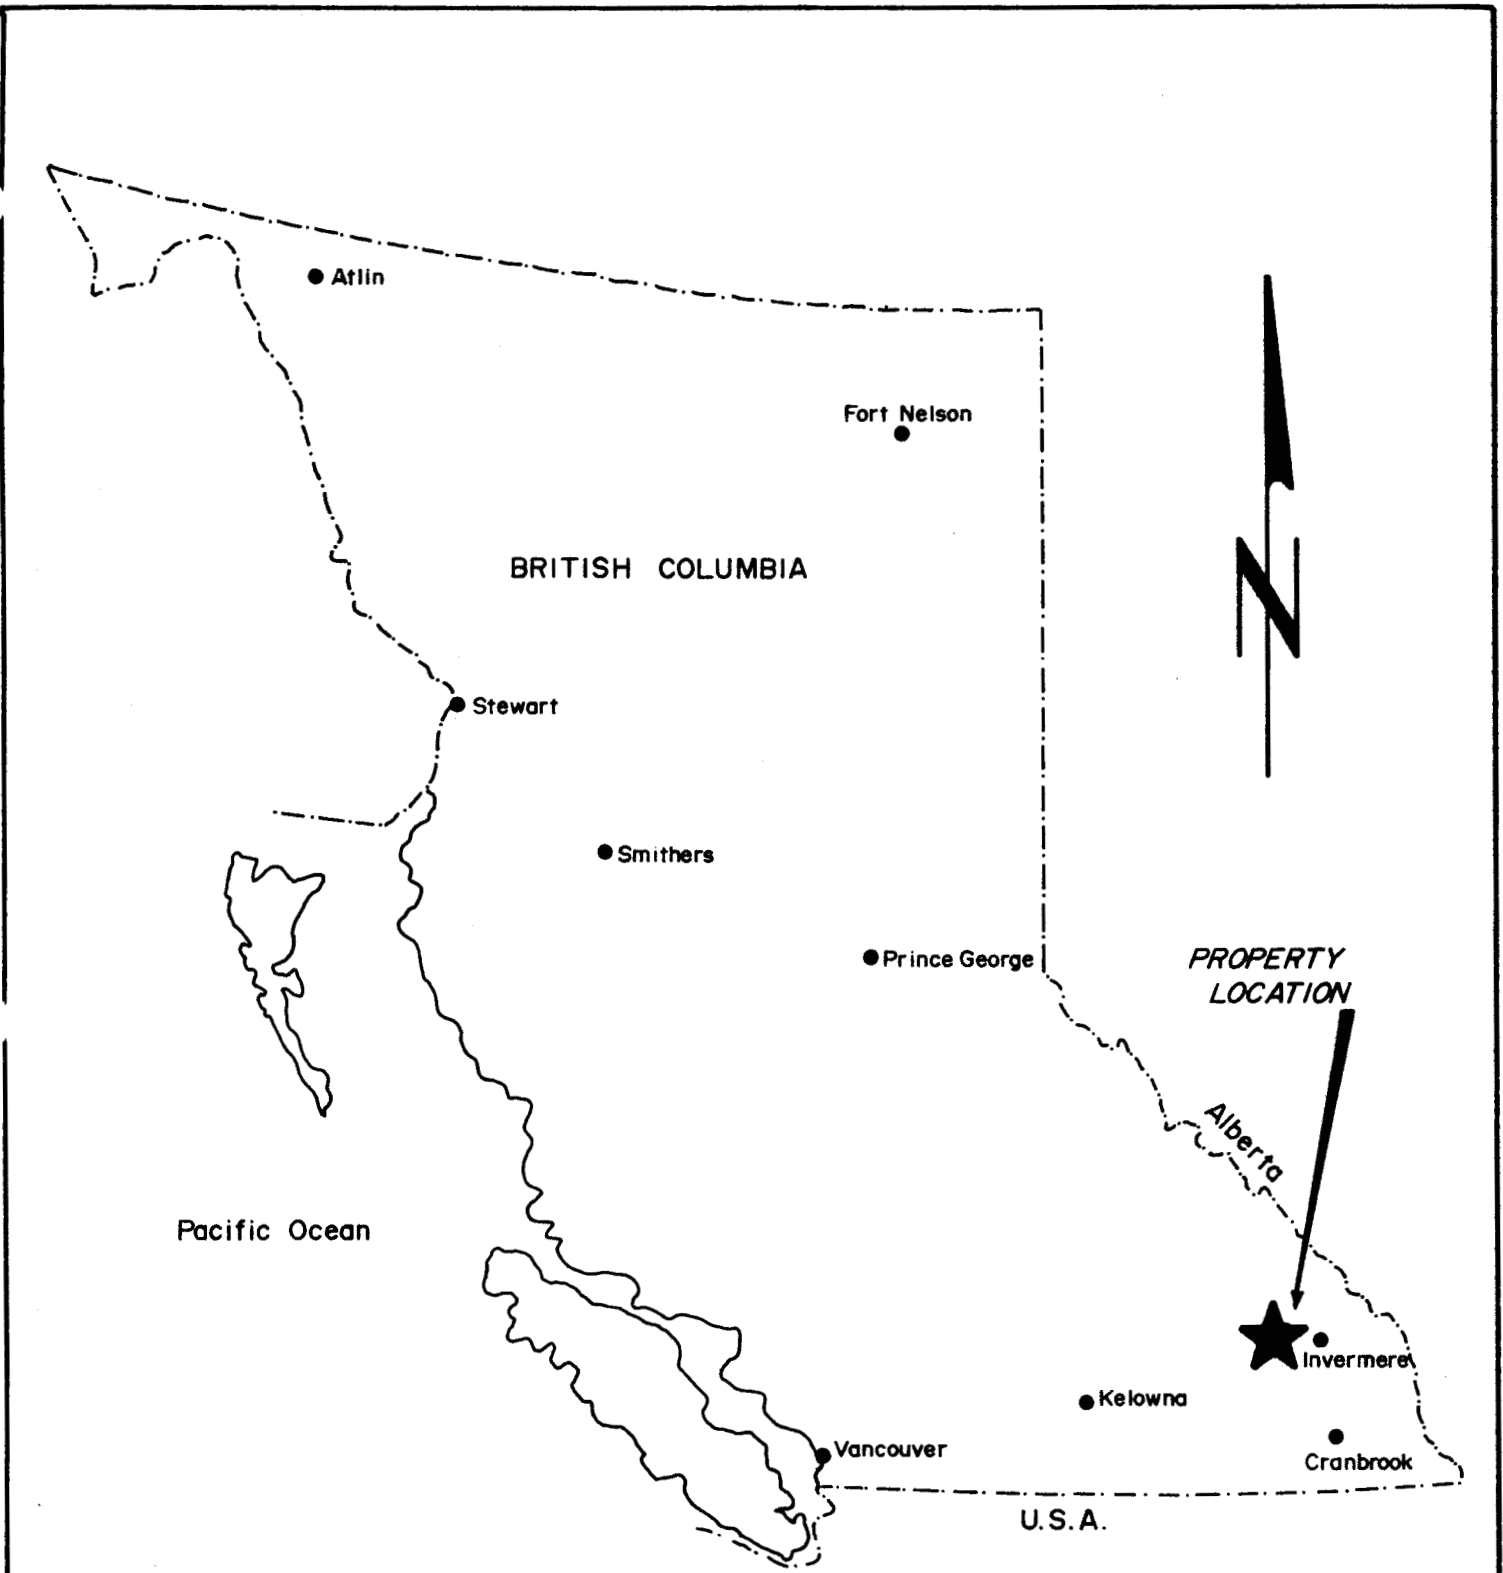 Atlin
Fort Nelson
BRITISH COLUMBIA
N
Stewart
Smithers
Prince George
PROPERTY
LOCATION
Alberta
Pacific Ocean
Invermere
Kelowna
Vancouver
Cranbrook
U.S.A.